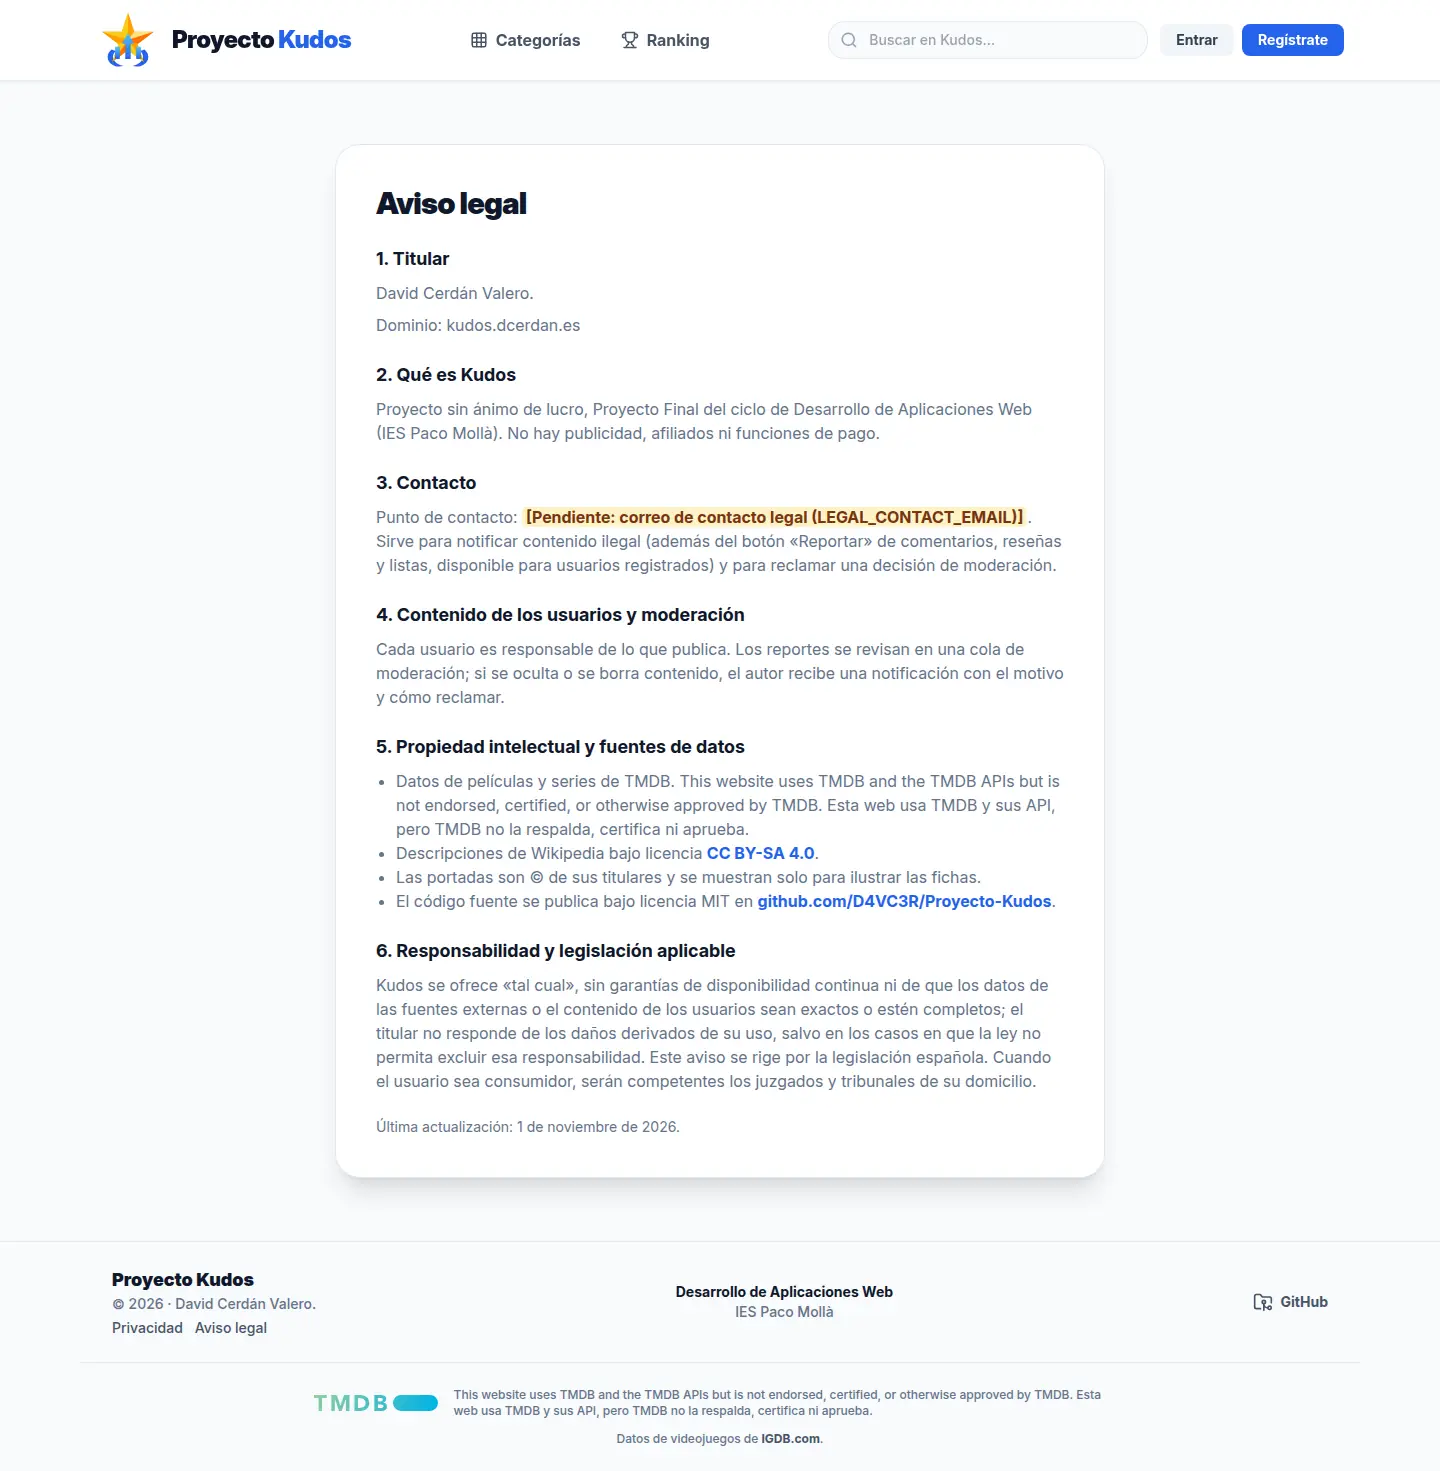 Proyecto Kudos
Categorías
Ranking
Buscar en Kudos...
Entrar
Regístrate
Aviso legal
1. Titular
David Cerdán Valero.
Dominio: kudos.dcerdan.es
2. Qué es Kudos
Proyecto sin ánimo de lucro, Proyecto Final del ciclo de Desarrollo de Aplicaciones Web
(IES Paco Mollà). No hay publicidad, afiliados ni funciones de pago.
3. Contacto
Punto de contacto: [Pendiente: correo de contacto legal (LEGAL_CONTACT_EMAIL)] .
Sirve para notificar contenido ilegal (además del botón «Reportar» de comentarios, reseñas
y listas, disponible para usuarios registrados) y para reclamar una decisión de moderación.
4. Contenido de los usuarios y moderación
Cada usuario es responsable de lo que publica. Los reportes se revisan en una cola de
moderación; si se oculta o se borra contenido, el autor recibe una notificación con el motivo
y cómo reclamar.
5. Propiedad intelectual y fuentes de datos
• Datos de películas y series de TMDB. This website uses TMDB and the TMDB APIs but is
not endorsed, certified, or otherwise approved by TMDB. Esta web usa TMDB y sus API,
pero TMDB no la respalda, certifica ni aprueba.
• Descripciones de Wikipedia bajo licencia CC BY-SA 4.0.
• Las portadas son © de sus titulares y se muestran solo para ilustrar las fichas.
• El código fuente se publica bajo licencia MIT en github.com/D4VC3R/Proyecto-Kudos.
6. Responsabilidad y legislación aplicable
Kudos se ofrece «tal cual», sin garantías de disponibilidad continua ni de que los datos de
las fuentes externas o el contenido de los usuarios sean exactos o estén completos; el
titular no responde de los daños derivados de su uso, salvo en los casos en que la ley no
permita excluir esa responsabilidad. Este aviso se rige por la legislación española. Cuando
el usuario sea consumidor, serán competentes los juzgados y tribunales de su domicilio.
Última actualización: 1 de noviembre de 2026.
Proyecto Kudos
© 2026 · David Cerdán Valero.
Privacidad Aviso legal
Desarrollo de Aplicaciones Web
IES Paco Mollà
GitHub
TMDB
This website uses TMDB and the TMDB APIs but is not endorsed, certified, or otherwise approved by TMDB. Esta
web usa TMDB y sus API, pero TMDB no la respalda, certifica ni aprueba.
Datos de videojuegos de IGDB.com.